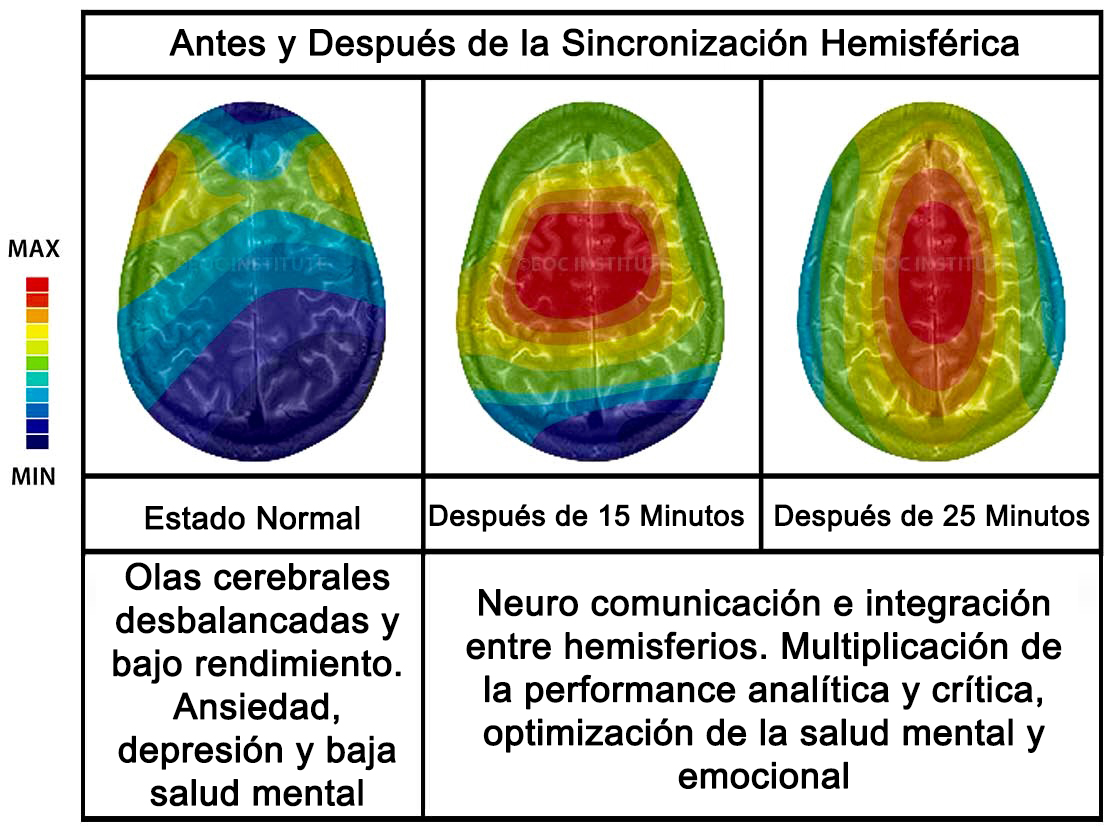 Antes y Después de la Sincronización Hemisférica
MAX
MIN
©EOC INSTITUTE
©EOC INSTITUTE
©EOC INSTITUTE
Estado Normal
Después de 15 Minutos
Después de 25 Minutos
Olas cerebrales
desbalancadas y
bajo rendimiento.
Ansiedad,
depresión y baja
salud mental
Neuro comunicación e integración
entre hemisferios. Multiplicación de
la performance analítica y crítica,
optimización de la salud mental y
emocional